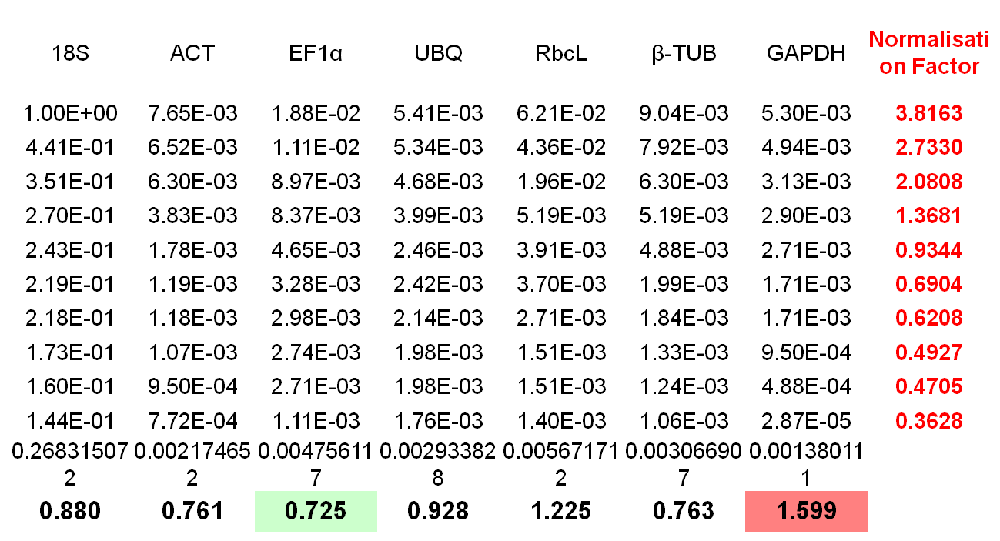 18S ACT EF1α UBQ RbcL β-TUB GAPDH Normalisati
on Factor
1.00E+00 7.65E-03 1.88E-02 5.41E-03 6.21E-02 9.04E-03 5.30E-03 3.8163
4.41E-01 6.52E-03 1.11E-02 5.34E-03 4.36E-02 7.92E-03 4.94E-03 2.7330
3.51E-01 6.30E-03 8.97E-03 4.68E-03 1.96E-02 6.30E-03 3.13E-03 2.0808
2.70E-01 3.83E-03 8.37E-03 3.99E-03 5.19E-03 5.19E-03 2.90E-03 1.3681
2.43E-01 1.78E-03 4.65E-03 2.46E-03 3.91E-03 4.88E-03 2.71E-03 0.9344
2.19E-01 1.19E-03 3.28E-03 2.42E-03 3.70E-03 1.99E-03 1.71E-03 0.6904
2.18E-01 1.18E-03 2.98E-03 2.14E-03 2.71E-03 1.84E-03 1.71E-03 0.6208
1.73E-01 1.07E-03 2.74E-03 1.98E-03 1.51E-03 1.33E-03 9.50E-04 0.4927
1.60E-01 9.50E-04 2.71E-03 1.98E-03 1.51E-03 1.24E-03 4.88E-04 0.4705
1.44E-01 7.72E-04 1.11E-03 1.76E-03 1.40E-03 1.06E-03 2.87E-05 0.3628
0.26831507 0.00217465 0.00475611 0.00293382 0.00567171 0.00306690 0.00138011
2 2 7 8 2 7 1
0.880 0.761 0.725 0.928 1.225 0.763 1.599